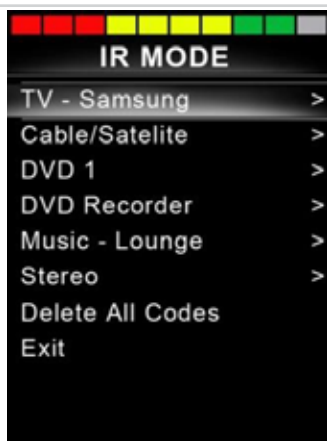 IR MODE
TV - Samsung >
Cable/Satelite >
DVD 1 >
DVD Recorder >
Music - Lounge >
Stereo >
Delete All Codes
Exit